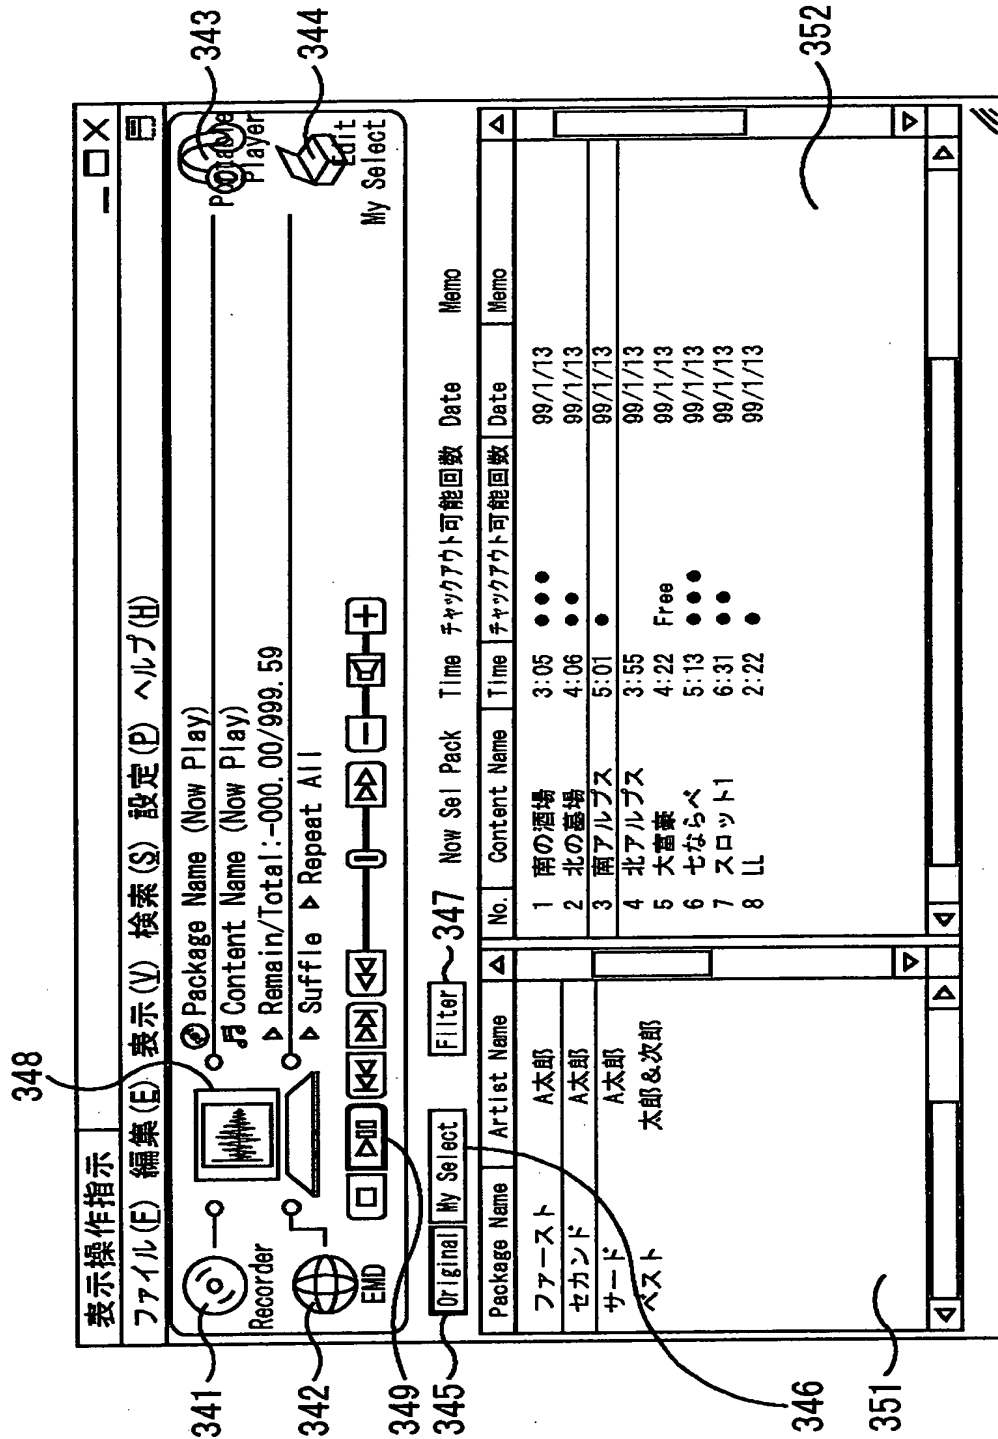 348
表示操作指示
ファイル(F) 編集(E) 表示(V) 検索(S) 設定(P) ヘルプ(H)
341
Recorder
342
EMD
Package Name (Now Play)
Content Name (Now Play)
Remain/Total:-000.00/999.59
Suffle Repeat All
Portable
Player
343
Edit
My Select
344
349
345
Original
My Select
346
Filter
347
Now Sel Pack Time チャックアウト可能回数 Date Memo
Package Name Artist Name
ファースト A太郎
セカンド A太郎
サード A太郎
ベスト 太郎&次郎
351
No. Content Name Time チャックアウト可能回数 Date Memo
1 南の酒場 3:05 ●●● 99/1/13
2 北の墓場 4:06 ●● 99/1/13
3 南アルプス 5:01 ● 99/1/13
4 北アルプス 3:55 99/1/13
5 大富豪 4:22 Free 99/1/13
6 七ならべ 5:13 ●●● 99/1/13
7 スロット1 6:31 ●● 99/1/13
8 LL 2:22 ● 99/1/13
352